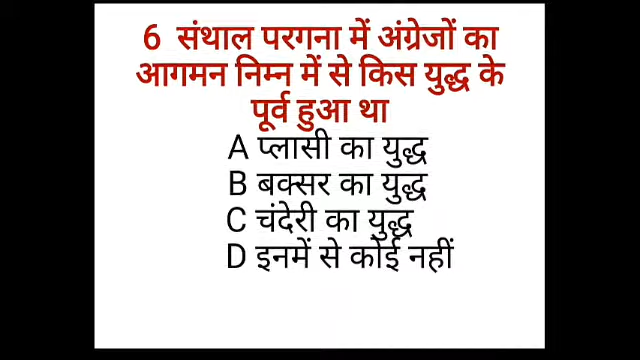 6 संथाल परगना में अंग्रेजों का
आगमन निम्न में से किस युद्ध के
पूर्व हुआ था
A प्लासी का युद्ध
B बक्सर का युद्ध
C चंदेरी का युद्ध
D इनमें से कोई नहीं